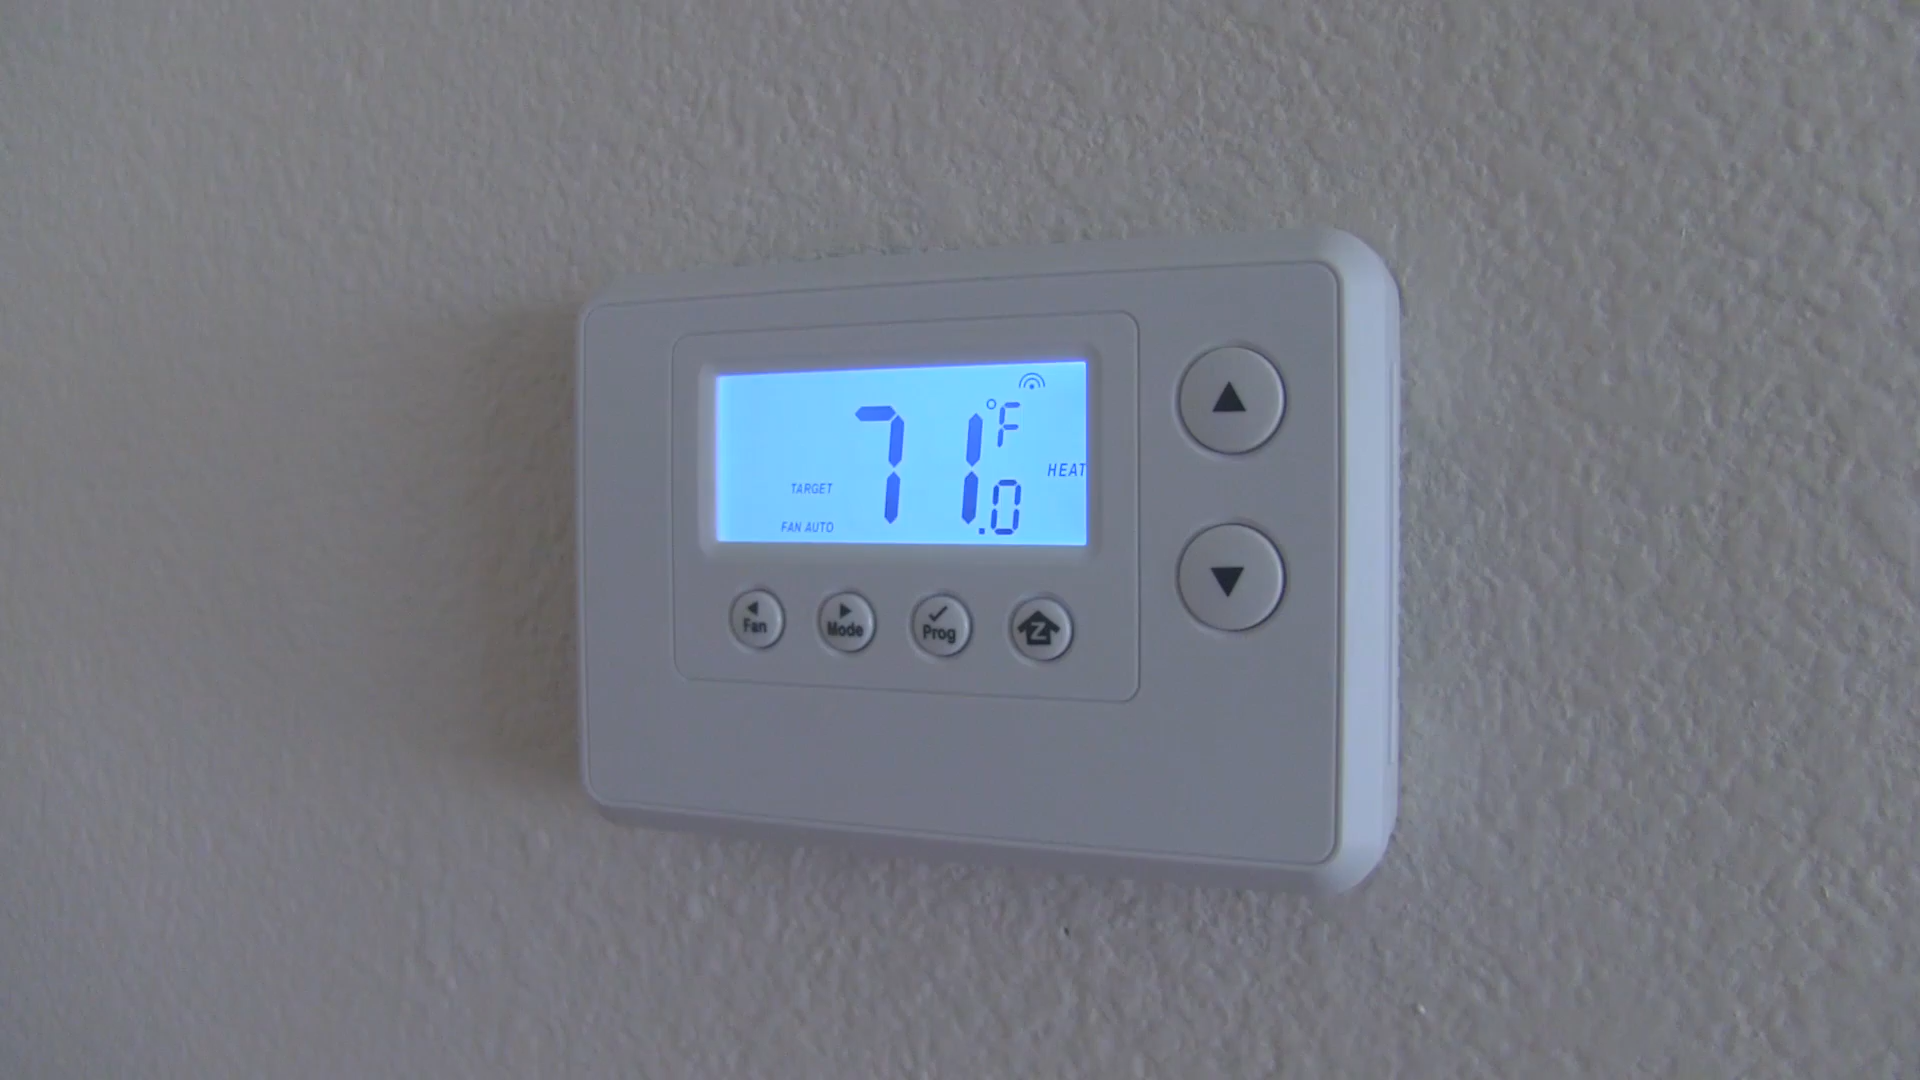 71.0 °F
HEAT
TARGET
FAN AUTO
Fan Mode Prog Z